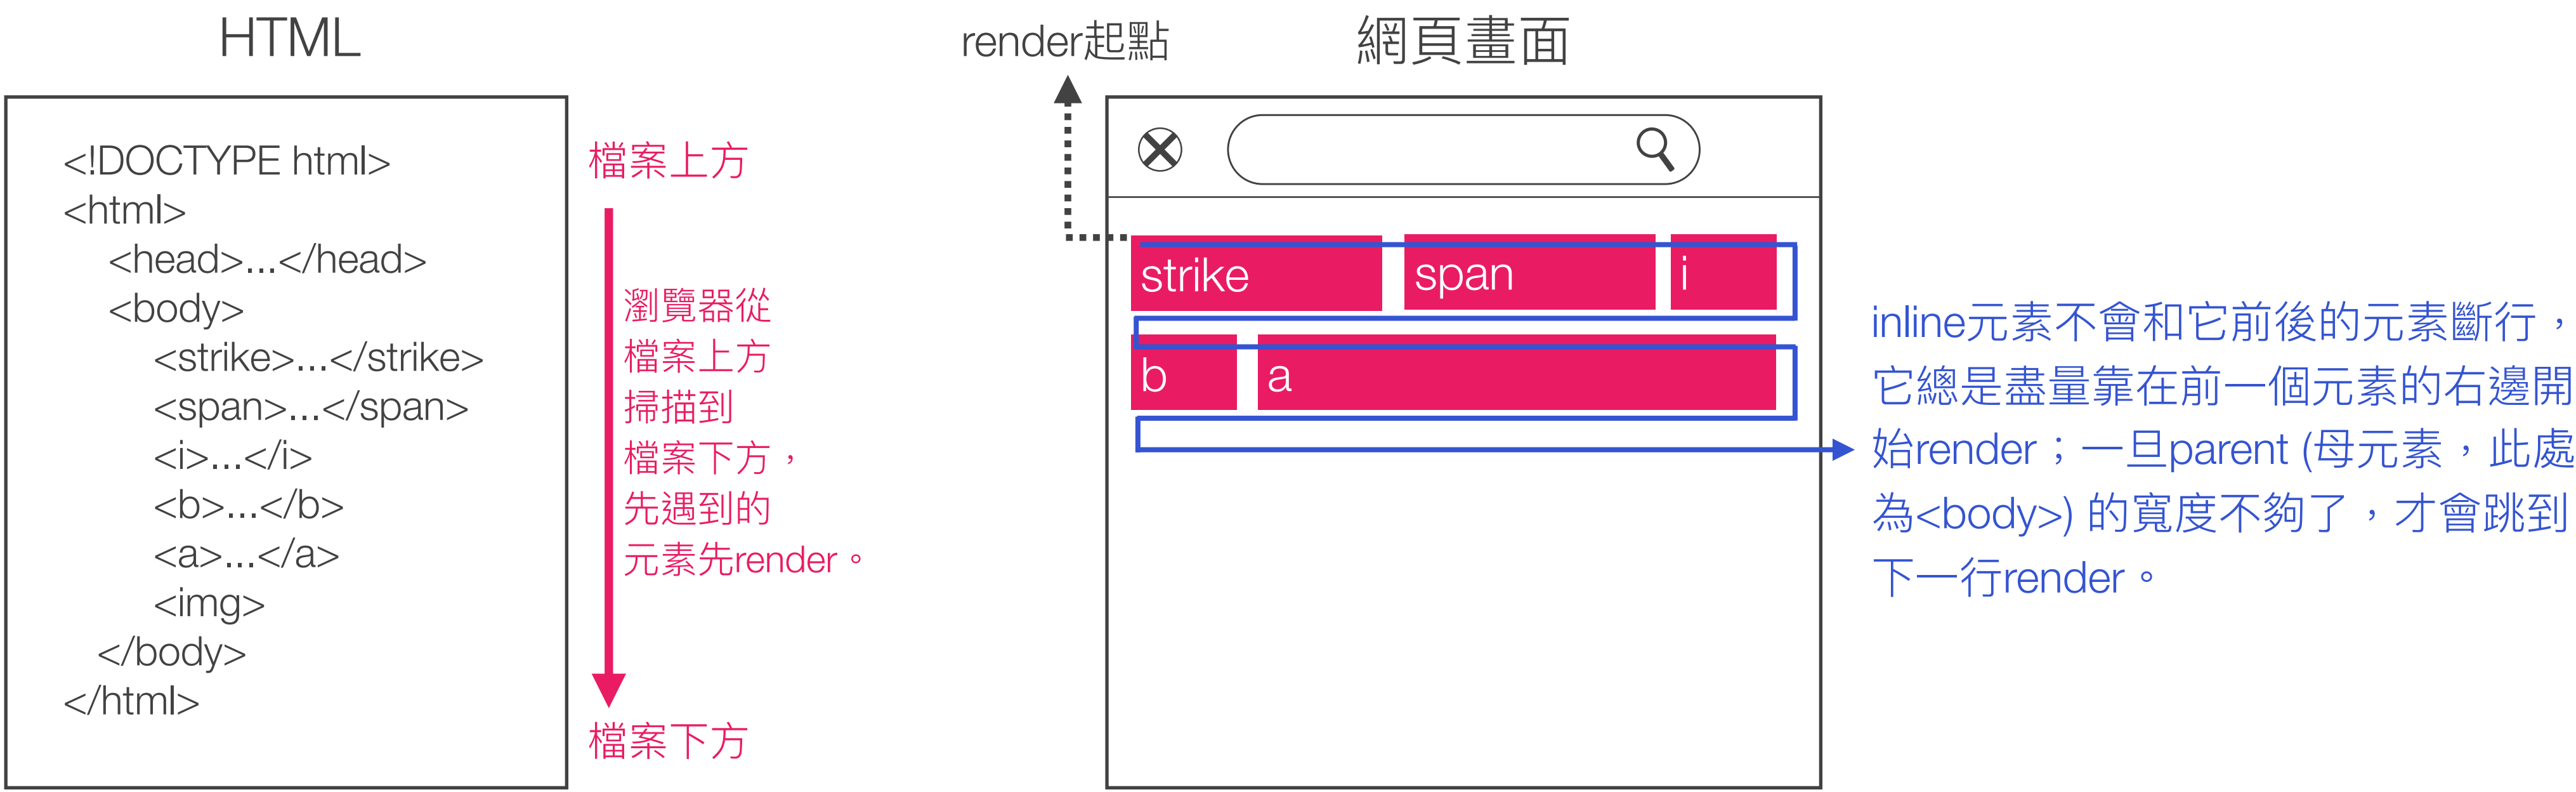 HTML
<!DOCTYPE html>
<html>
<head>...</head>
<body>
<strike>...</strike>
<span>...</span>
<i>...</i>
<b>...</b>
<a>...</a>
<img>
</body>
</html>
檔案上方
瀏覽器從
檔案上方
掃描到
檔案下方，
先遇到的
元素先render。
檔案下方
render起點
網頁畫面
strike
span
i
b
a
inline元素不會和它前後的元素斷行，
它總是盡量靠在前一個元素的右邊開
始render；一旦parent (母元素，此處
為<body>) 的寬度不夠了，才會跳到
下一行render。